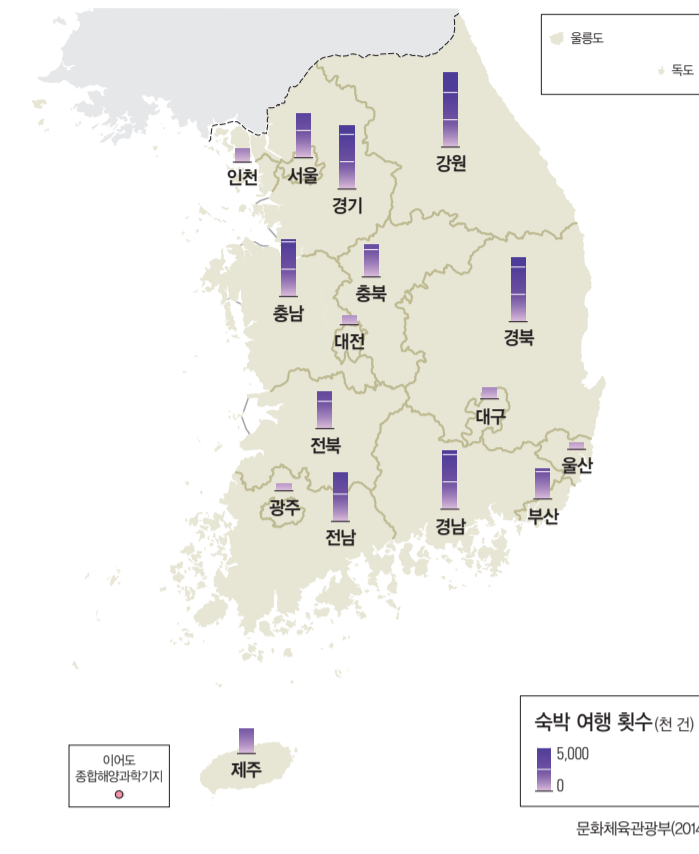 울릉도
독도
강원
인천
서울
경기
충남
충북
대전
경북
전북
대구
울산
광주
전남
경남
부산
제주
이어도
종합해양과학기지
숙박 여행 횟수(천 건)
5,000
0
문화체육관광부(2014